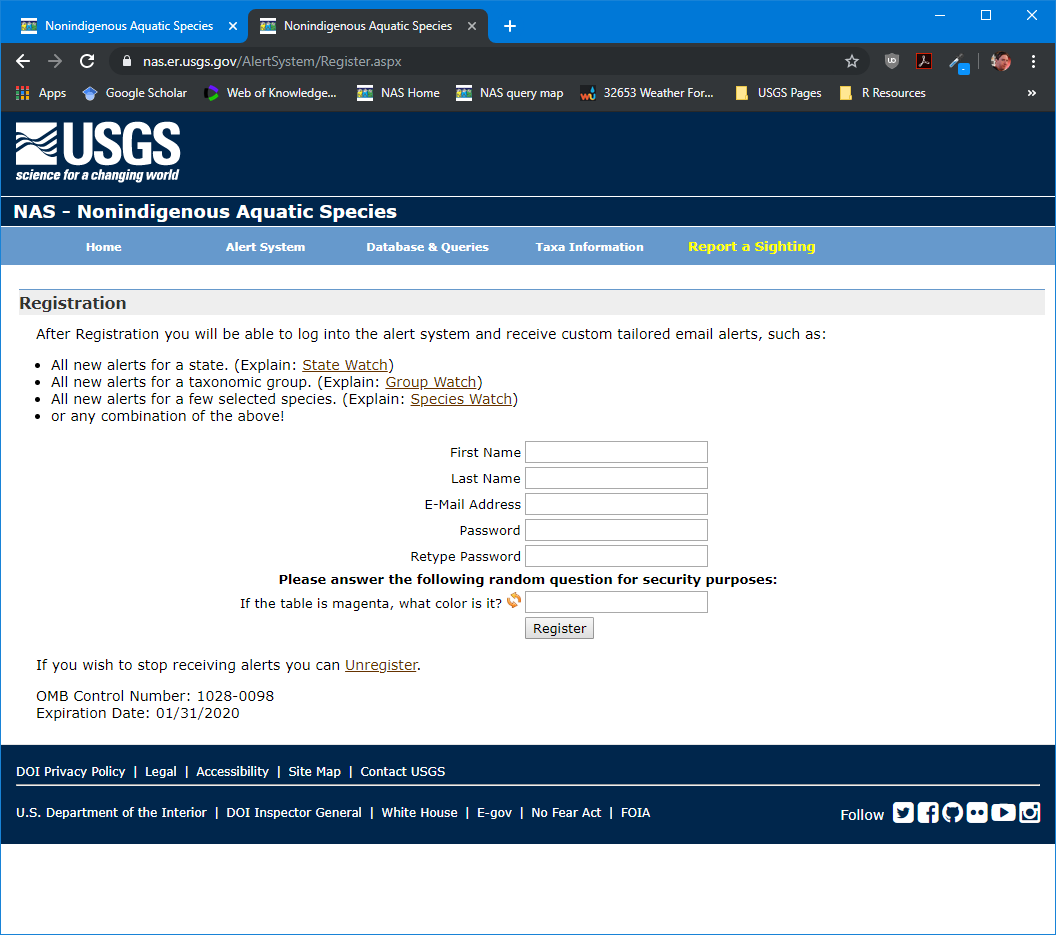 Nonindigenous Aquatic Species
Nonindigenous Aquatic Species
nas.er.usgs.gov/AlertSystem/Register.aspx
Apps Google Scholar Web of Knowledge... NAS Home NAS query map 32653 Weather For... USGS Pages R Resources »
USGS
science for a changing world
NAS - Nonindigenous Aquatic Species
Home Alert System Database & Queries Taxa Information Report a Sighting
Registration
After Registration you will be able to log into the alert system and receive custom tailored email alerts, such as:
• All new alerts for a state. (Explain: State Watch)
• All new alerts for a taxonomic group. (Explain: Group Watch)
• All new alerts for a few selected species. (Explain: Species Watch)
• or any combination of the above!
First Name
Last Name
E-Mail Address
Password
Retype Password
Please answer the following random question for security purposes:
If the table is magenta, what color is it?
Register
If you wish to stop receiving alerts you can Unregister.
OMB Control Number: 1028-0098
Expiration Date: 01/31/2020
DOI Privacy Policy | Legal | Accessibility | Site Map | Contact USGS
U.S. Department of the Interior | DOI Inspector General | White House | E-gov | No Fear Act | FOIA
Follow